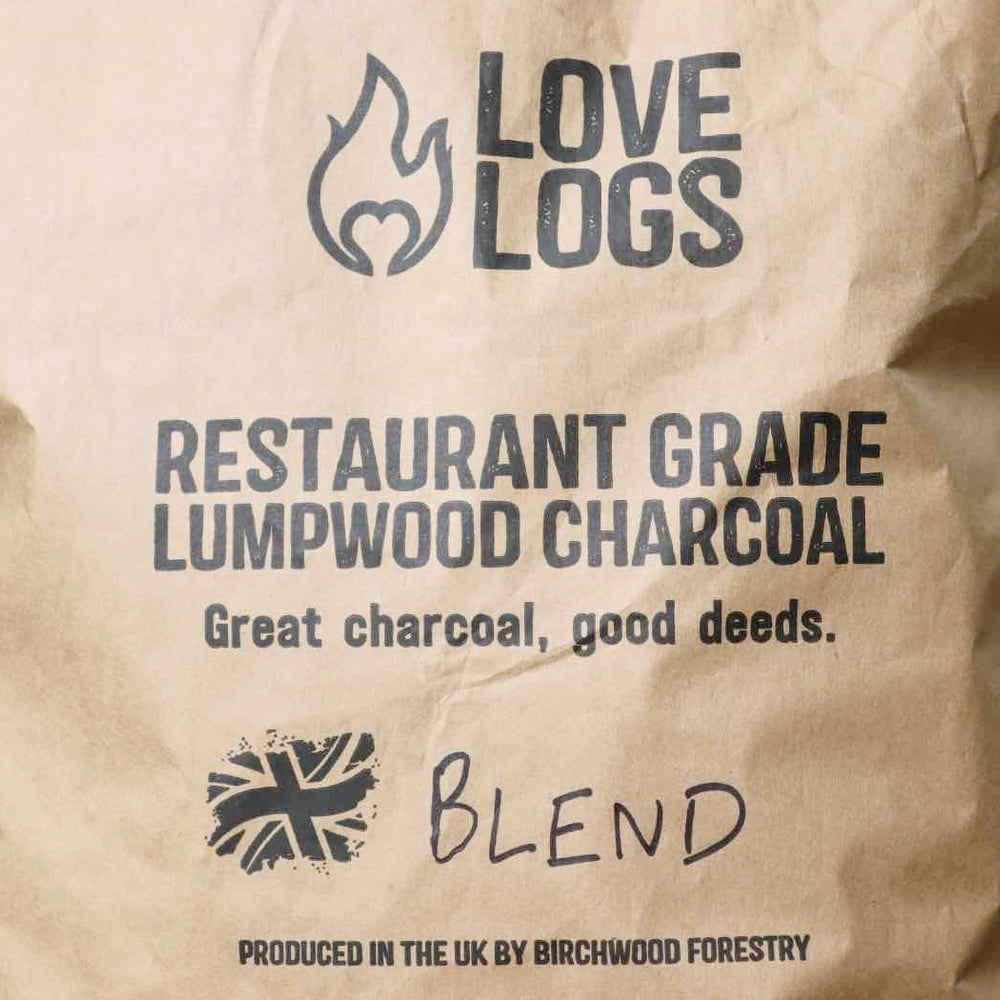 LOVE
LOGS
RESTAURANT GRADE
LUMPWOOD CHARCOAL
Great charcoal, good deeds.
BLEND
PRODUCED IN THE UK BY BIRCHWOOD FORESTRY